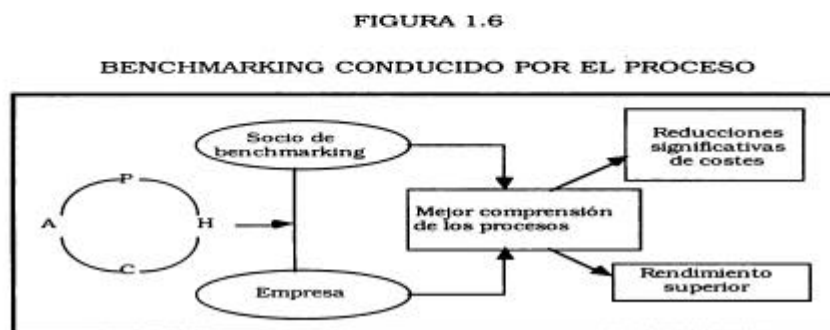 FIGURA 1.6
BENCHMARKING CONDUCIDO POR EL PROCESO
Socio de
benchmarking
Reducciones
significativas
de costes
P
A
H
C
Mejor comprensión
de los procesos
Empresa
Rendimiento
superior